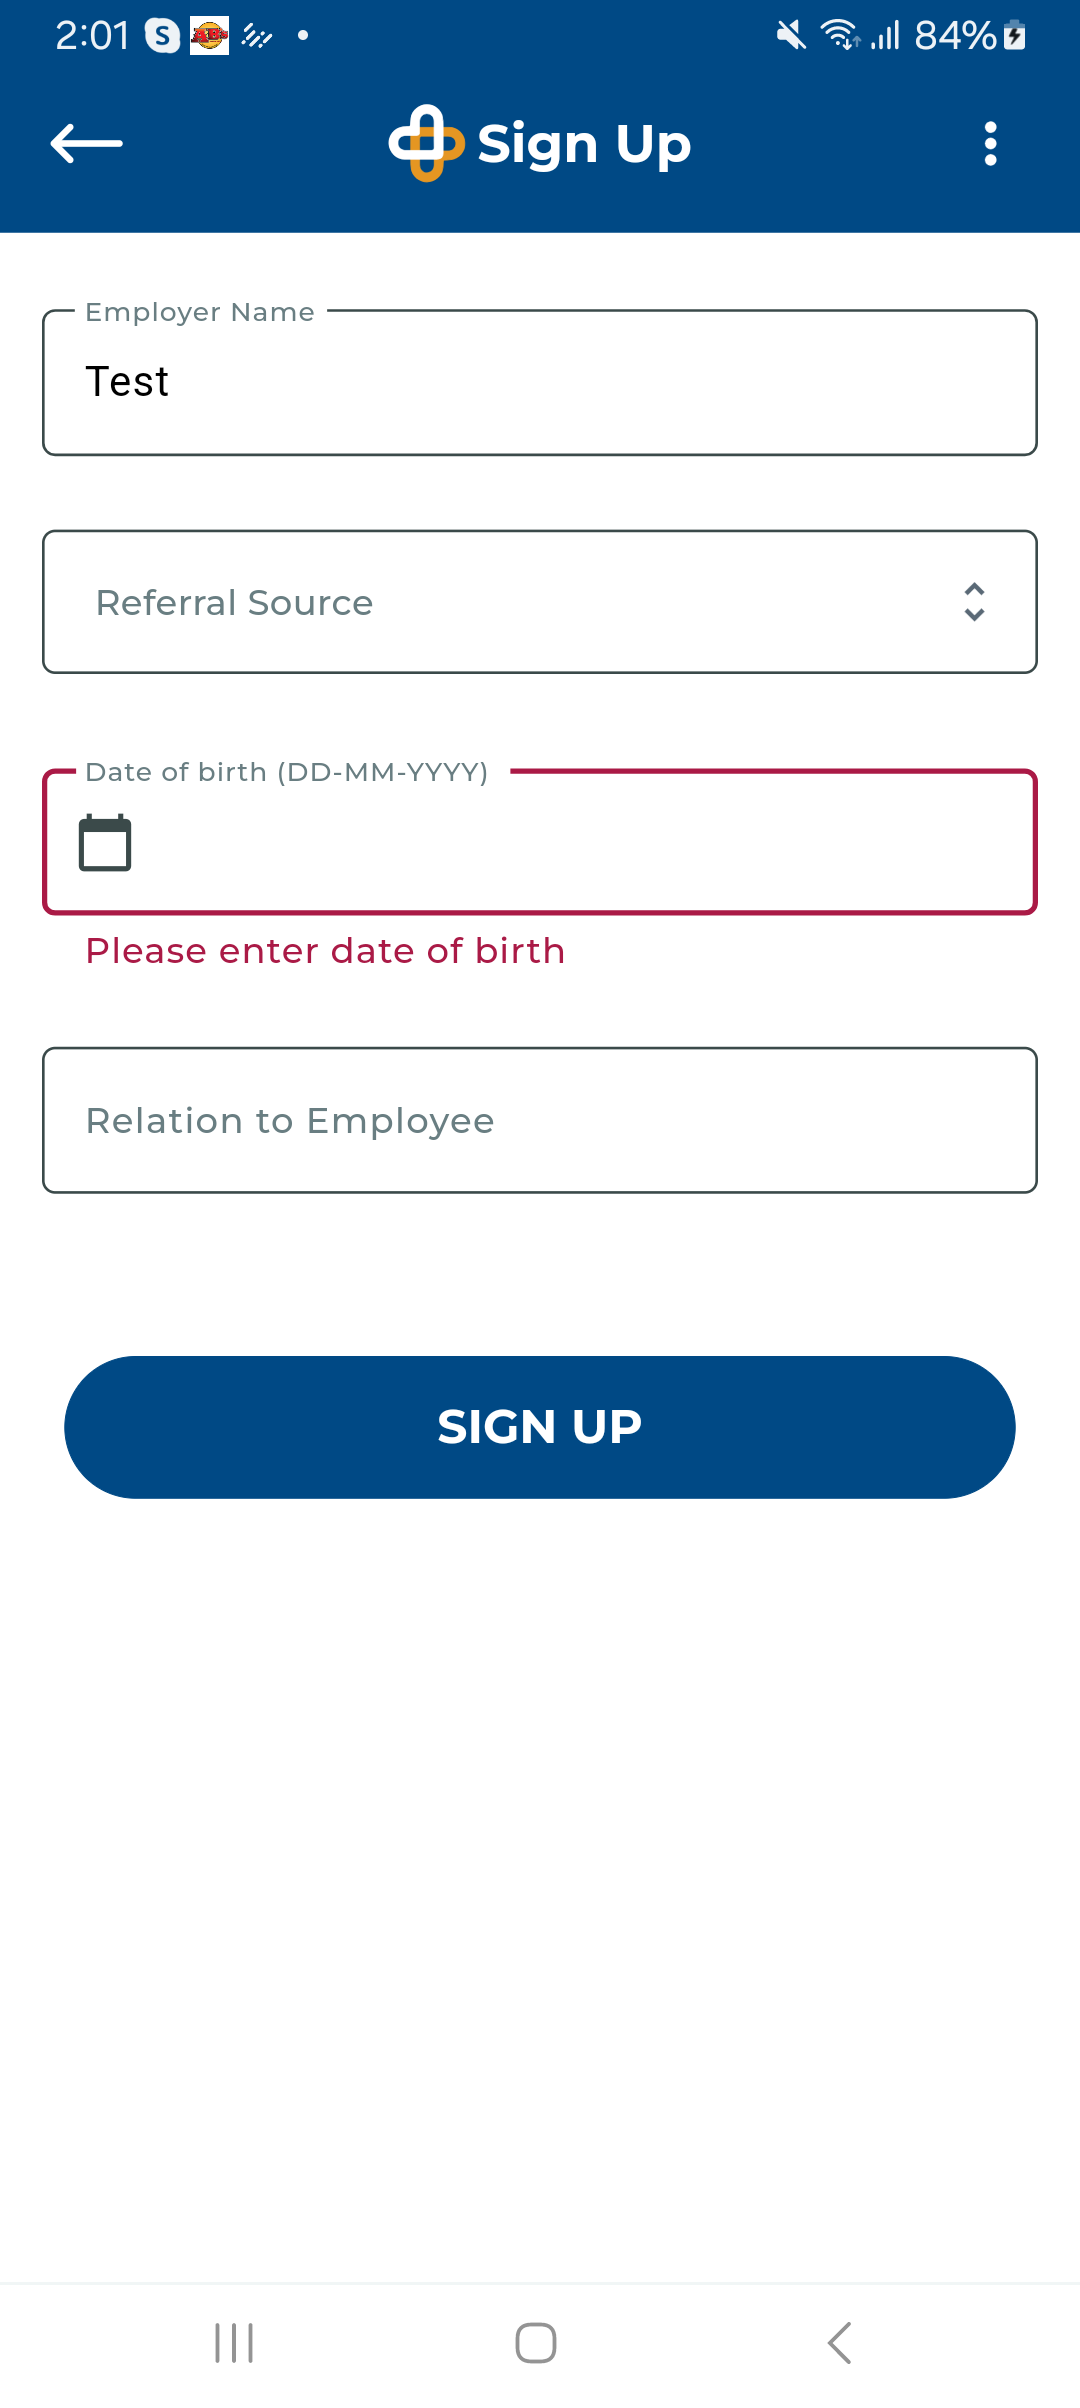 2:01 S 84%
Sign Up
Employer Name
Test
Referral Source
Date of birth (DD-MM-YYYY)
Please enter date of birth
Relation to Employee
SIGN UP